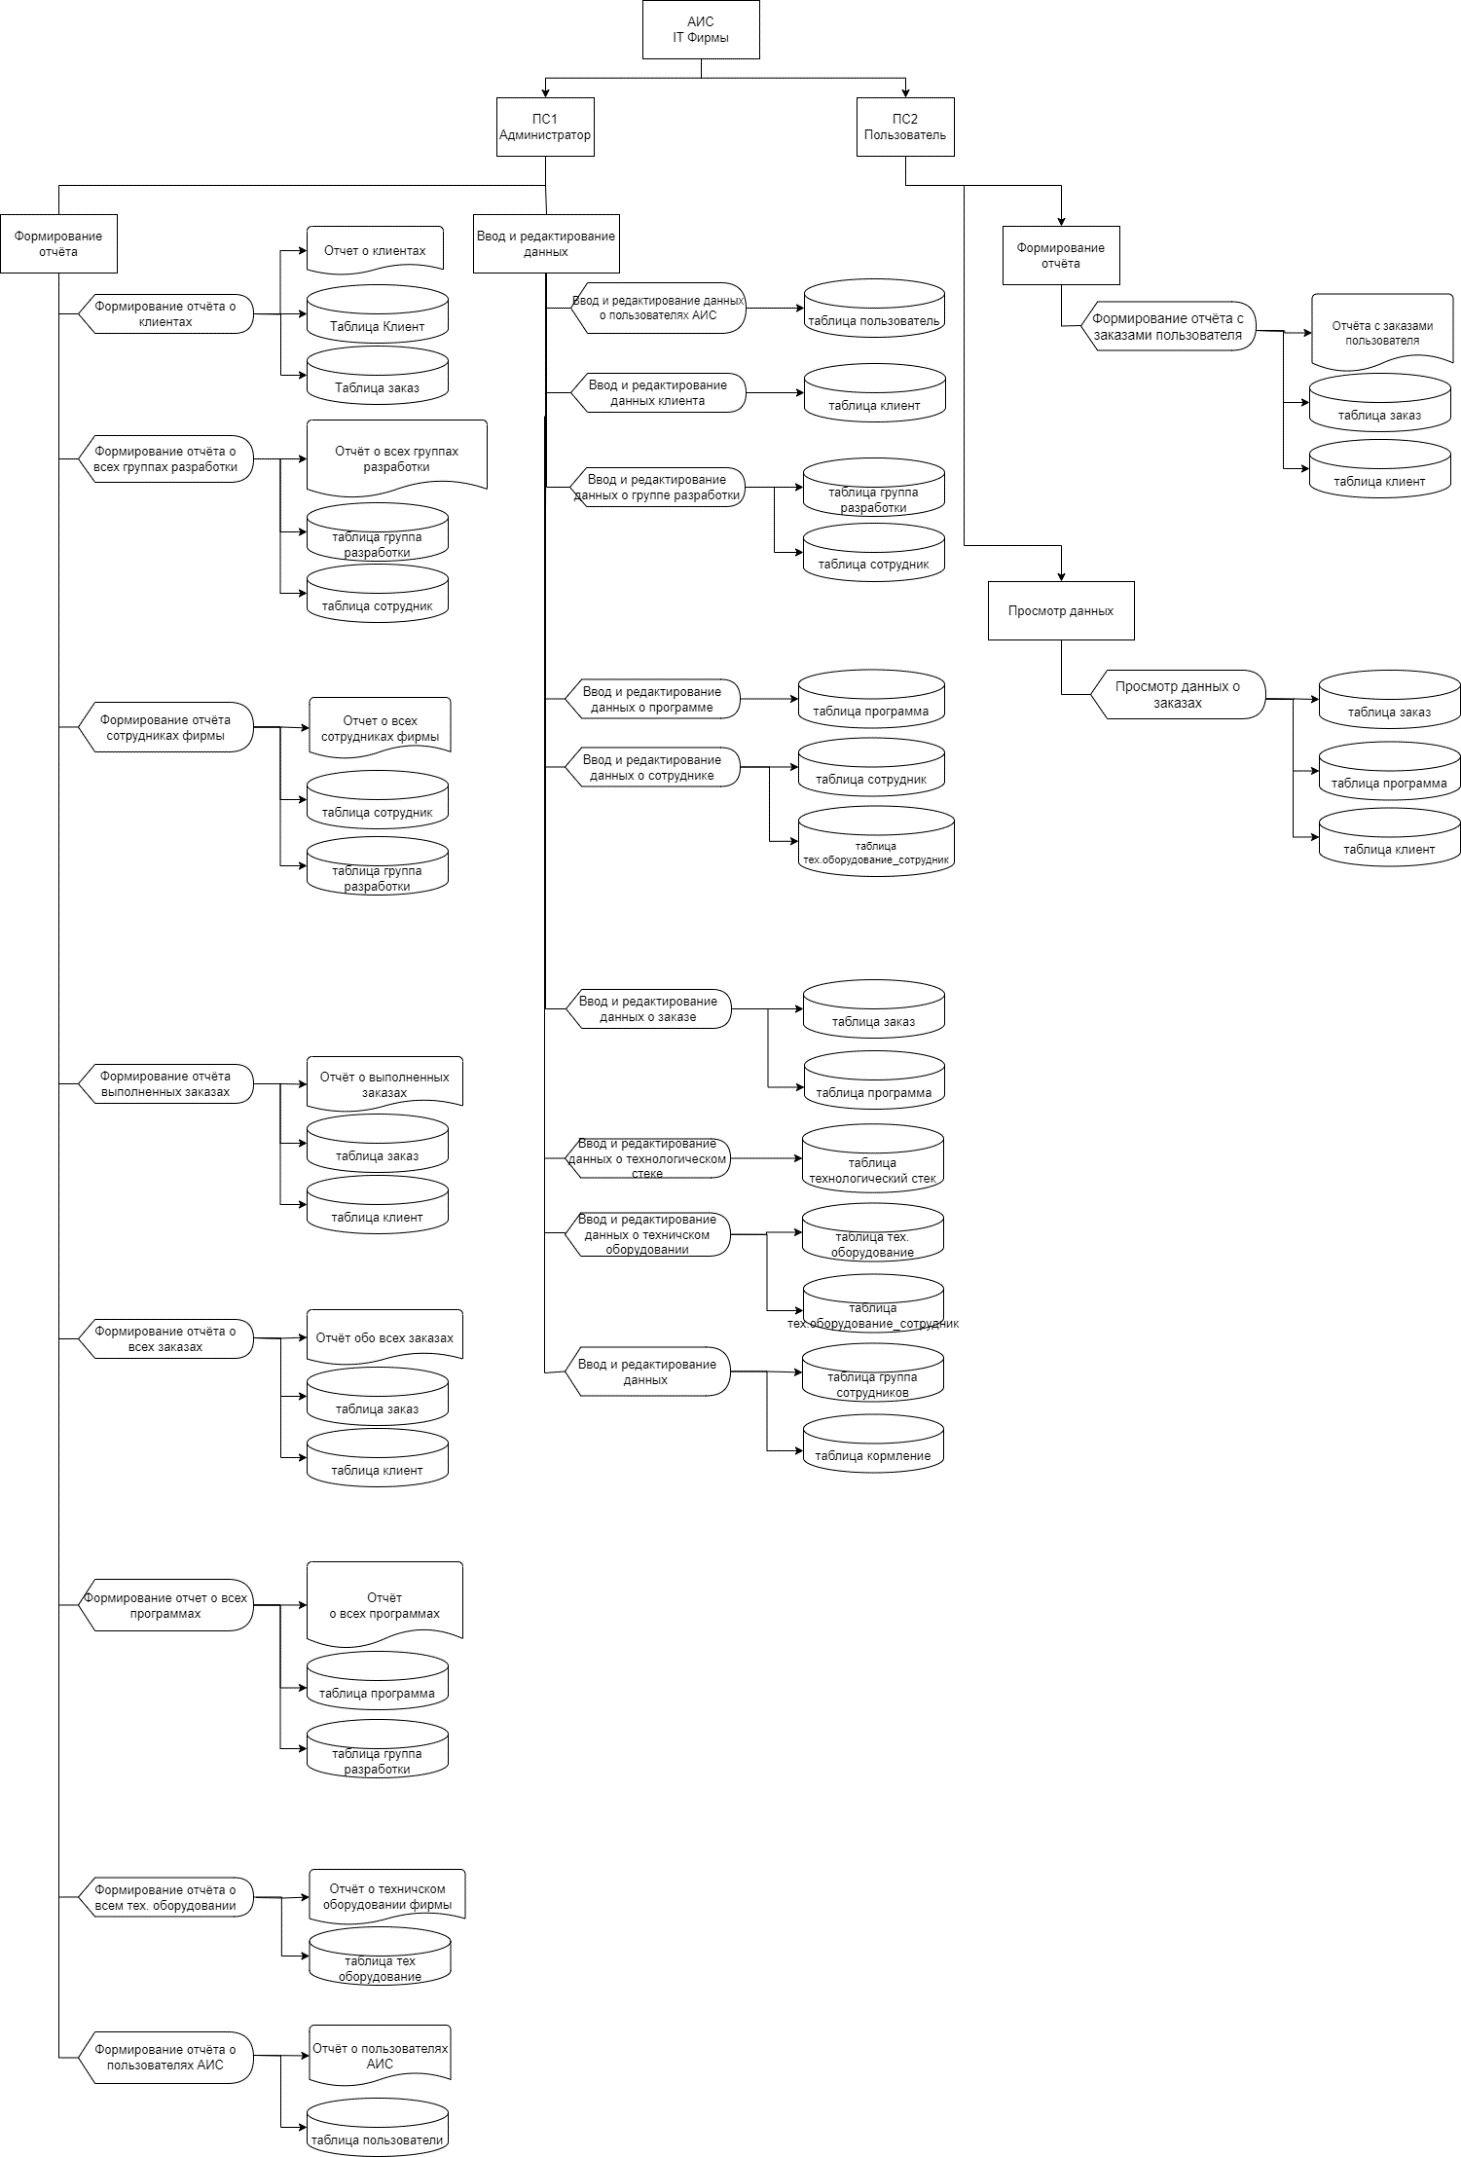 АИС
IT Фирмы
ПС1
Администратор
ПС2
Пользователь
Формирование
отчёта
Формирование отчёта о
клиентах
Отчет о клиентах
Таблица Клиент
Таблица заказ
Формирование отчёта о
всех группах разработки
Отчёт о всех группах
разработки
таблица группа
разработки
таблица сотрудник
Формирование отчёта
сотрудниках фирмы
Отчет о всех
сотрудниках фирмы
таблица сотрудник
таблица группа
разработки
Формирование отчёта
выполненных заказах
Отчёт о выполненных
заказах
таблица заказ
таблица клиент
Формирование отчёта о
всех заказах
Отчёт обо всех заказах
таблица заказ
таблица клиент
Формирование отчет о всех
программах
Отчёт
о всех программах
таблица программа
таблица группа
разработки
Формирование отчёта о
всем тех. оборудовании
Отчёт о техничском
оборудовании фирмы
таблица тех
оборудование
Формирование отчёта о
пользователях АИС
Отчёт о пользователях
АИС
таблица пользователи
Ввод и редактирование
данных
Ввод и редактирование данных
о пользователях АИС
таблица пользователь
Ввод и редактирование
данных клиента
таблица клиент
Ввод и редактирование
данных о группе разработки
таблица группа
разработки
таблица сотрудник
Ввод и редактирование
данных о программе
таблица программа
Ввод и редактирование
данных о сотруднике
таблица сотрудник
таблица
тех.оборудование_сотрудник
Ввод и редактирование
данных о заказе
таблица заказ
таблица программа
Ввод и редактирование
данных о технологическом
стеке
таблица
технологический стек
Ввод и редактирование
данных о техничском
оборудовании
таблица тех.
оборудование
таблица
тех.оборудование_сотрудник
Ввод и редактирование
данных
таблица группа
сотрудников
таблица кормление
Формирование
отчёта
Формирование отчёта с
заказами пользователя
Отчёта с заказами
пользователя
таблица заказ
таблица клиент
Просмотр данных
Просмотр данных о
заказах
таблица заказ
таблица программа
таблица клиент